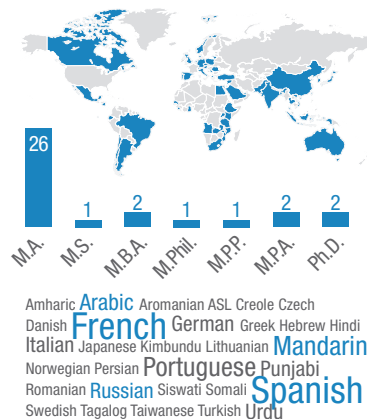 26
1
2
1
1
2
2
M.A.
M.S.
M.B.A.
M.Phil.
M.P.P.
M.P.A.
Ph.D.
Amharic Arabic Aromanian ASL Creole Czech
Danish French German Greek Hebrew Hindi
Italian Japanese Kimbundu Lithuanian Mandarin
Norwegian Persian Portuguese Punjabi
Romanian Russian Siswati Somali Spanish
Swedish Tagalog Taiwanese Turkish Urdu